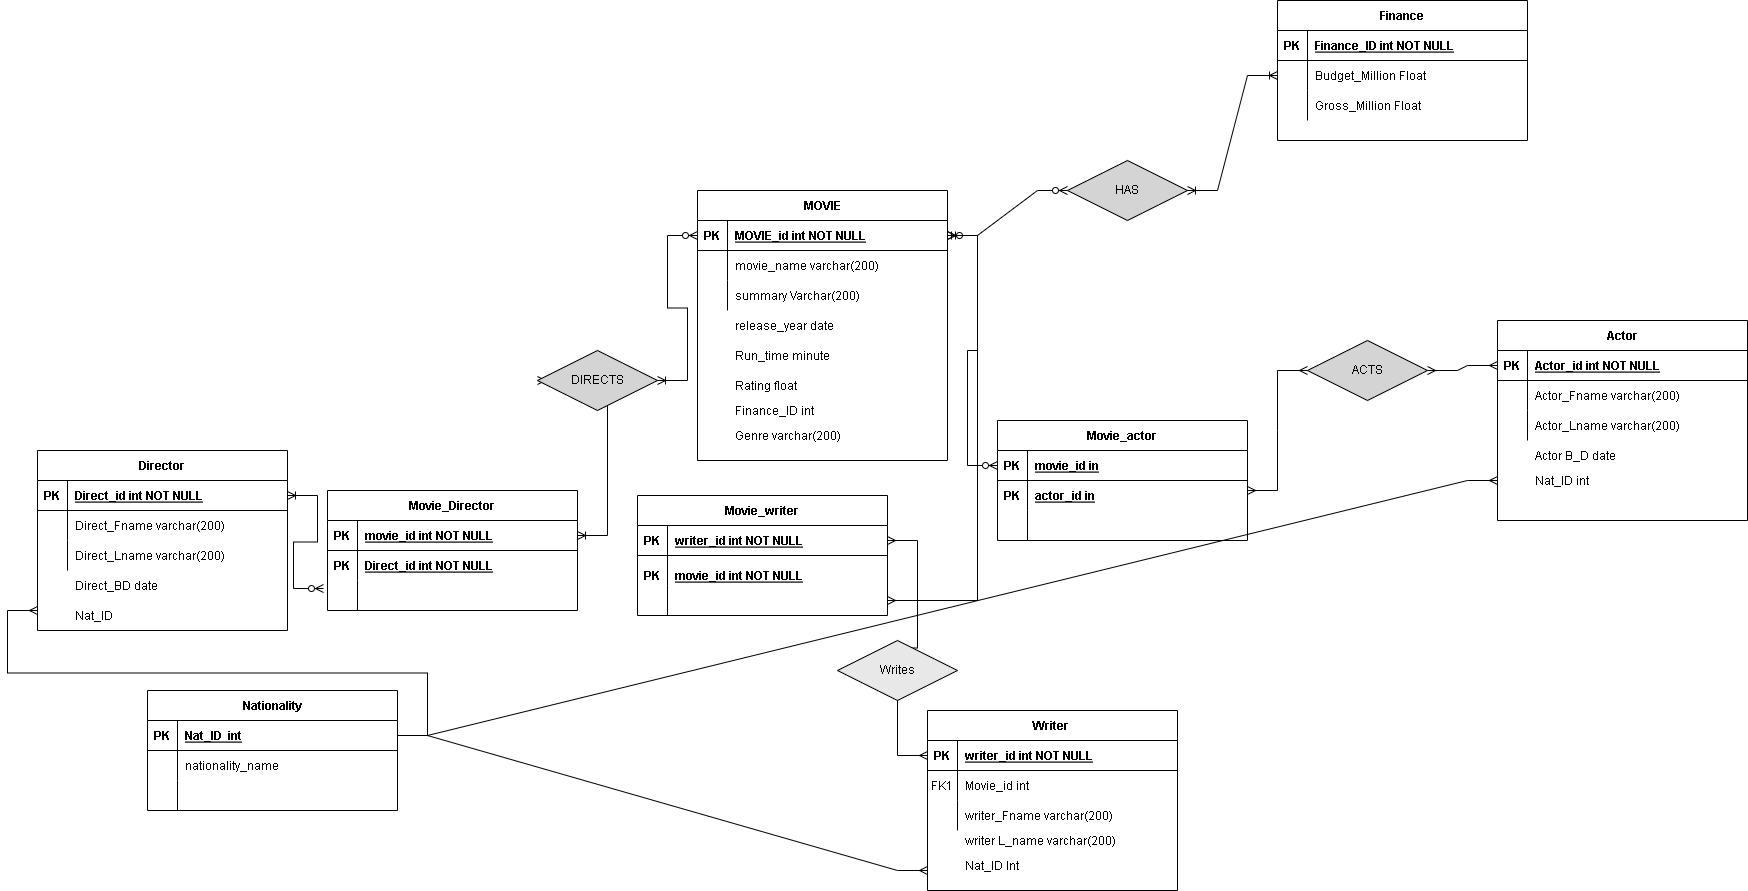 Finance
PK Finance_ID int NOT NULL
Budget_Million Float
Gross_Million Float
HAS
MOVIE
PK MOVIE_id int NOT NULL
movie_name varchar(200)
summary Varchar(200)
release_year date
Run_time minute
Rating float
Finance_ID int
Genre varchar(200)
DIRECTS
ACTS
Actor
PK Actor_id int NOT NULL
Actor_Fname varchar(200)
Actor_Lname varchar(200)
Actor B_D date
Nat_ID int
Movie_actor
PK movie_id in
PK actor_id in
Director
PK Direct_id int NOT NULL
Direct_Fname varchar(200)
Direct_Lname varchar(200)
Direct_BD date
Nat_ID
Movie_Director
PK movie_id int NOT NULL
PK Direct_id int NOT NULL
Movie_writer
PK writer_id int NOT NULL
PK movie_id int NOT NULL
Writes
Nationality
PK Nat_ID int
nationality_name
Writer
PK writer_id int NOT NULL
FK1 Movie_id int
writer_Fname varchar(200)
writer L_name varchar(200)
Nat_ID Int